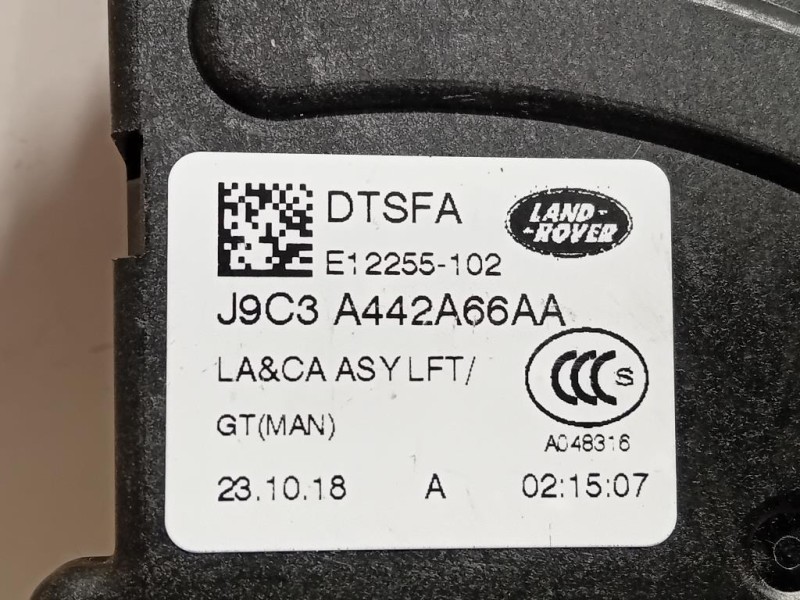 DTSFA
LAND-
-ROVER
E12255-102
J9C3 A442A66AA
LA&CA ASY LFT/
CCC S
GT(MAN)
A048316
23.10.18 A 02:15:07